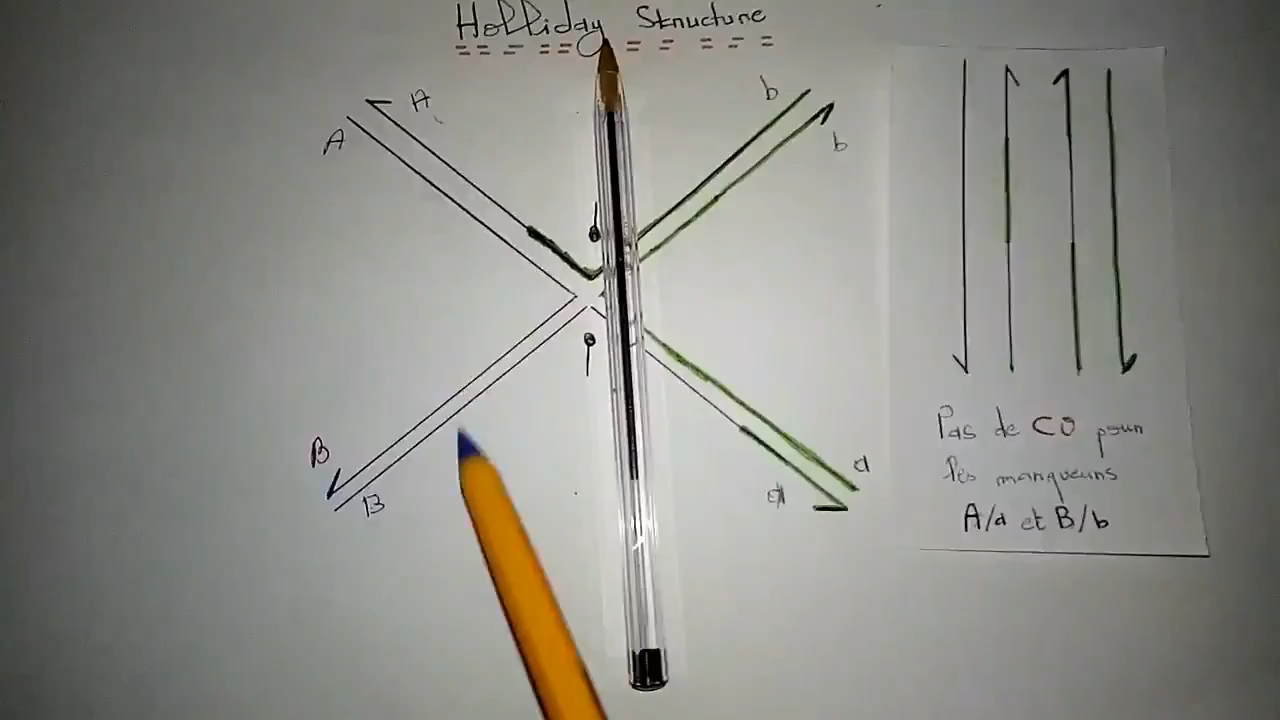 Holliday Structure
A
A
b
b
B
B
a
a
Pas de CO pour
les marqueurs
A/a et B/b